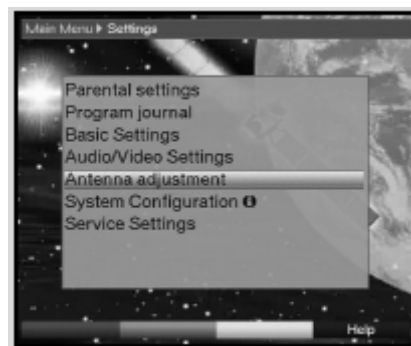 Main Menu Settings
Parental settings
Program journal
Basic Settings
Audio/Video Settings
Antenna adjustment
System Configuration
Service Settings
Help